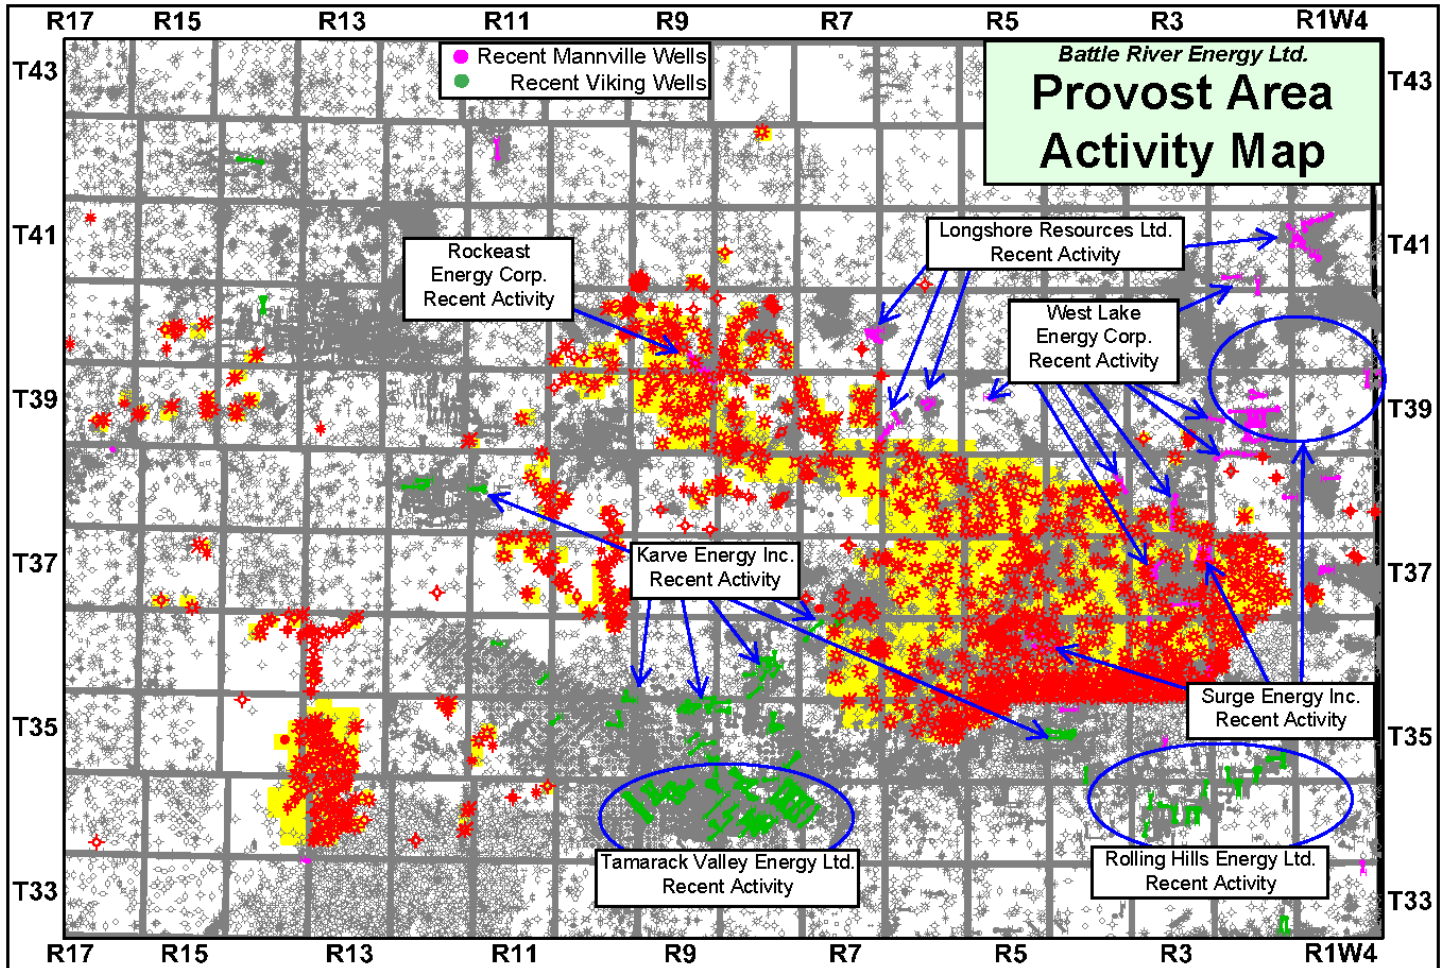 R17 R15 R13 R11 R9 R7 R5 R3 R1W4
Recent Mannville Wells
Recent Viking Wells
Battle River Energy Ltd.
Provost Area
Activity Map
T43
T43
T41
T41
Longshore Resources Ltd.
Recent Activity
Rockeast
Energy Corp.
Recent Activity
West Lake
Energy Corp.
Recent Activity
T39
T39
Karve Energy Inc.
Recent Activity
T37
T37
Surge Energy Inc.
Recent Activity
T35
T35
Tamarack Valley Energy Ltd.
Recent Activity
Rolling Hills Energy Ltd.
Recent Activity
T33
T33
R17 R15 R13 R11 R9 R7 R5 R3 R1W4